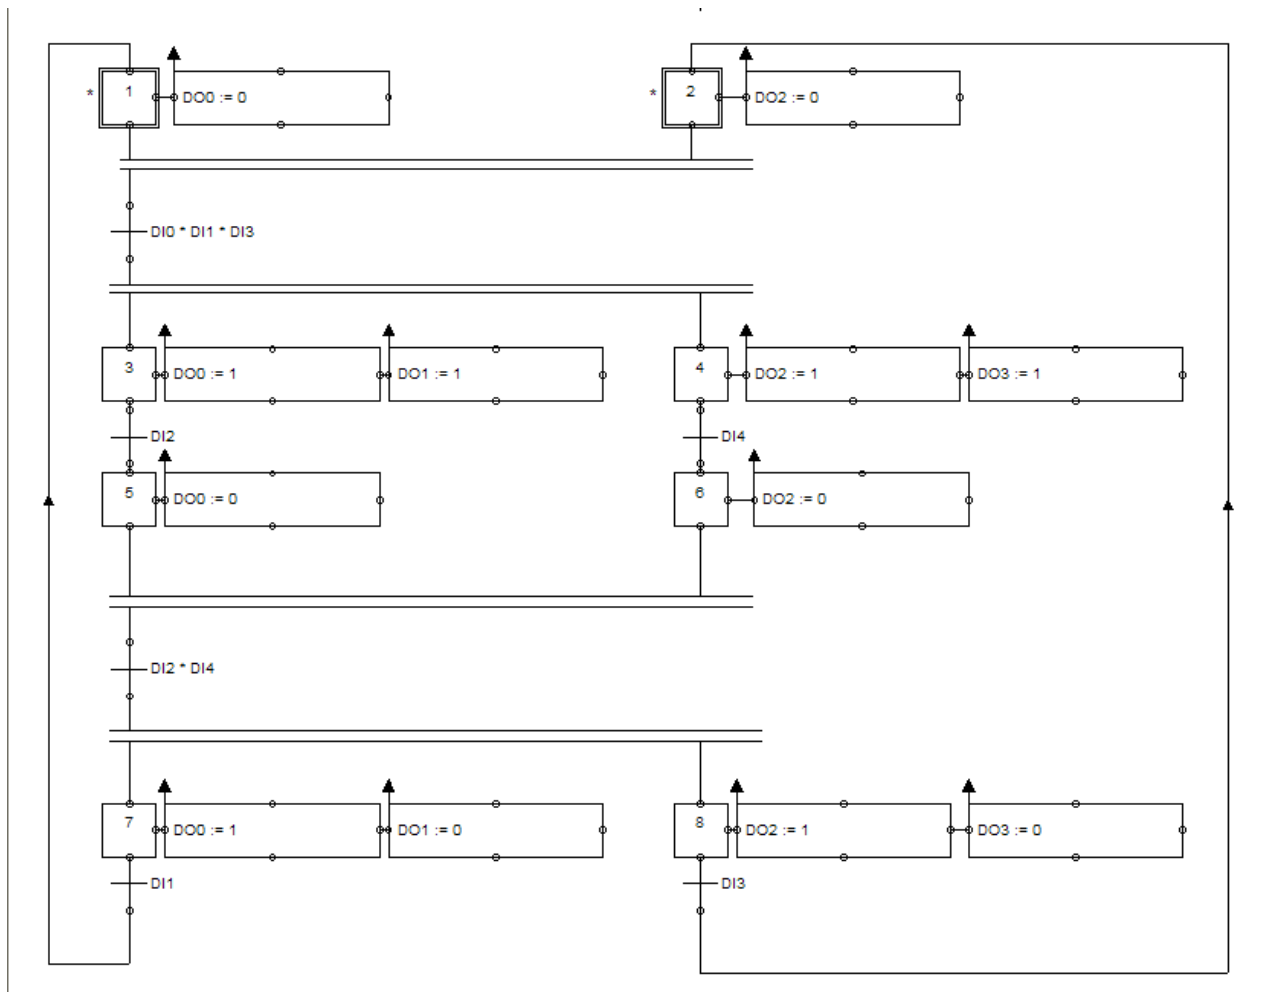 * 1 DO0 := 0 * 2 DO2 := 0
DI0 * DI1 * DI3
3 DO0 := 1 DO1 := 1 4 DO2 := 1 DO3 := 1
DI2 DI4
5 DO0 := 0 6 DO2 := 0
DI2 * DI4
7 DO0 := 1 DO1 := 0 8 DO2 := 1 DO3 := 0
DI1 DI3